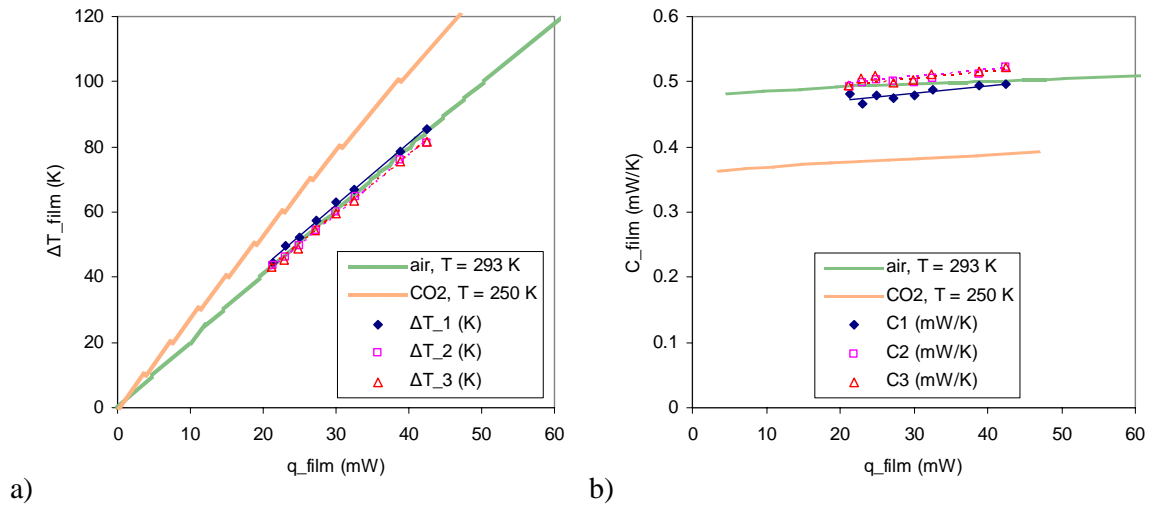 120
100
80
60
40
20
0
ΔT_film (K)
0 10 20 30 40 50 60
q_film (mW)
air, T = 293 K
CO2, T = 250 K
ΔT_1 (K)
ΔT_2 (K)
ΔT_3 (K)
a)
0.6
0.5
0.4
0.3
0.2
0.1
0
C_film (mW/K)
0 10 20 30 40 50 60
q_film (mW)
air, T = 293 K
CO2, T = 250 K
C1 (mW/K)
C2 (mW/K)
C3 (mW/K)
b)